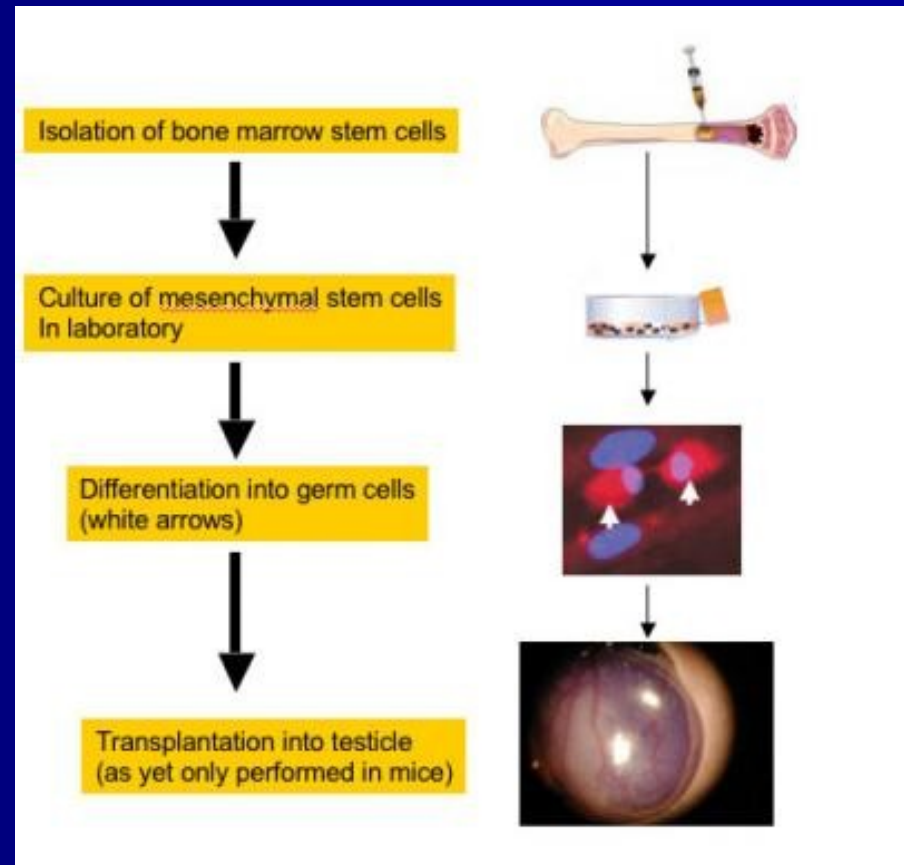 Isolation of bone marrow stem cells
Culture of mesenchymal stem cells
In laboratory
Differentiation into germ cells
(white arrows)
Transplantation into testicle
(as yet only performed in mice)